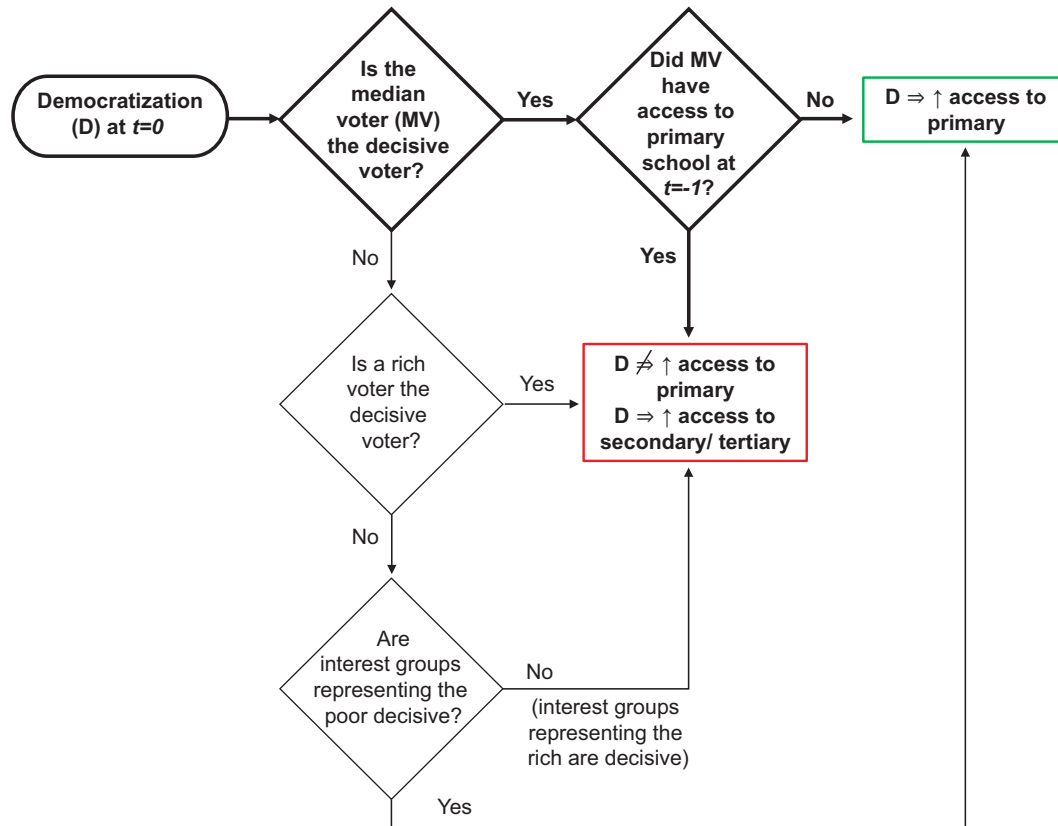 Democratization
(D) at t=0
Is the
median
voter (MV)
the decisive
voter?
Yes
Did MV
have
access to
primary
school at
t=-1?
No
D ⇒ ↑ access to
primary
No
Yes
Is a rich
voter the
decisive
voter?
Yes
D ⇏ ↑ access to
primary
D ⇒ ↑ access to
secondary/ tertiary
No
Are
interest groups
representing the
poor decisive?
No
(interest groups
representing the
rich are decisive)
Yes